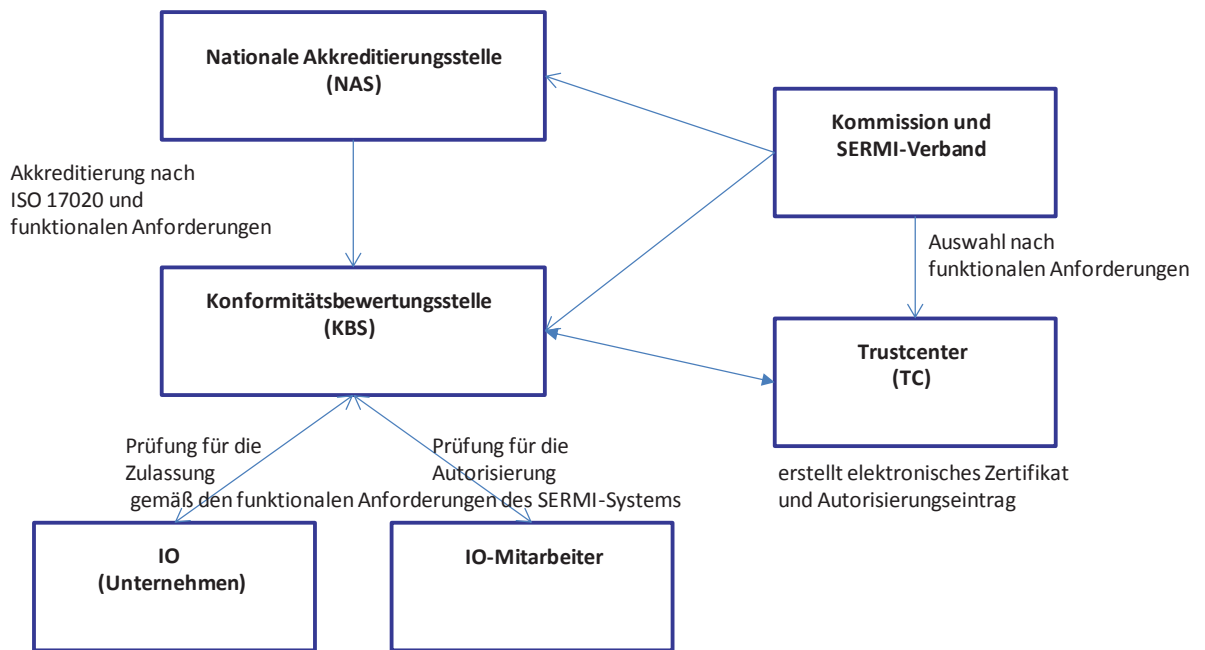 Nationale Akkreditierungsstelle
(NAS)
Kommission und
SERMI-Verband
Akkreditierung nach
ISO 17020 und
funktionalen Anforderungen
Auswahl nach
funktionalen Anforderungen
Konformitätsbewertungsstelle
(KBS)
Trustcenter
(TC)
Prüfung für die
Zulassung
Prüfung für die
Autorisierung
gemäß den funktionalen Anforderungen des SERMI-Systems
erstellt elektronisches Zertifikat
und Autorisierungseintrag
IO
(Unternehmen)
IO-Mitarbeiter